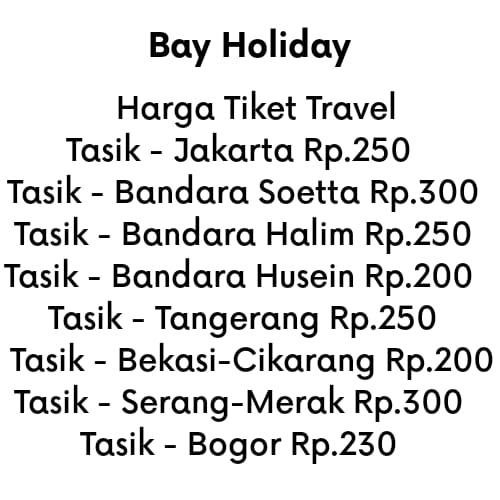 Bay Holiday
Harga Tiket Travel
Tasik - Jakarta Rp.250
Tasik - Bandara Soetta Rp.300
Tasik - Bandara Halim Rp.250
Tasik - Bandara Husein Rp.200
Tasik - Tangerang Rp.250
Tasik - Bekasi-Cikarang Rp.200
Tasik - Serang-Merak Rp.300
Tasik - Bogor Rp.230